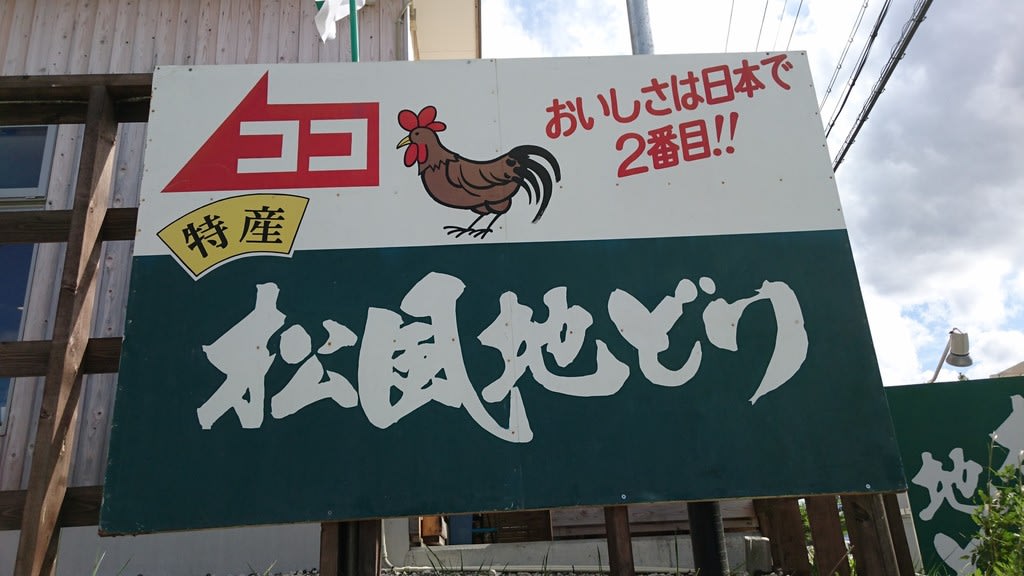 ココ
おいしさは日本で
2番目!!
特産
松風地どり
地